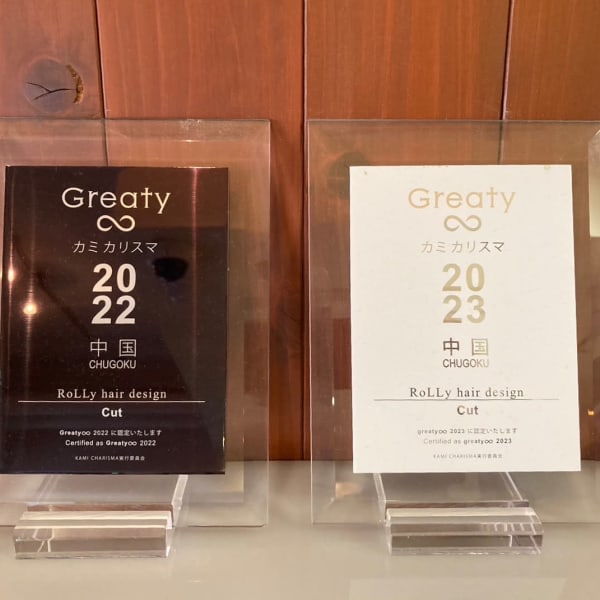 Greaty
∞
カミカリスマ
20
22
中国
CHUGOKU
RoLLy hair design
Cut
Greaty∞ 2022 に認定いたします
Certified as Greaty∞ 2022
KAMI CHARISMA実行委員会
Greaty
∞
カミカリスマ
20
23
中国
CHUGOKU
RoLLy hair design
Cut
greaty∞ 2023 に認定いたします
Certified as greaty∞ 2023
KAMI CHARISMA実行委員会